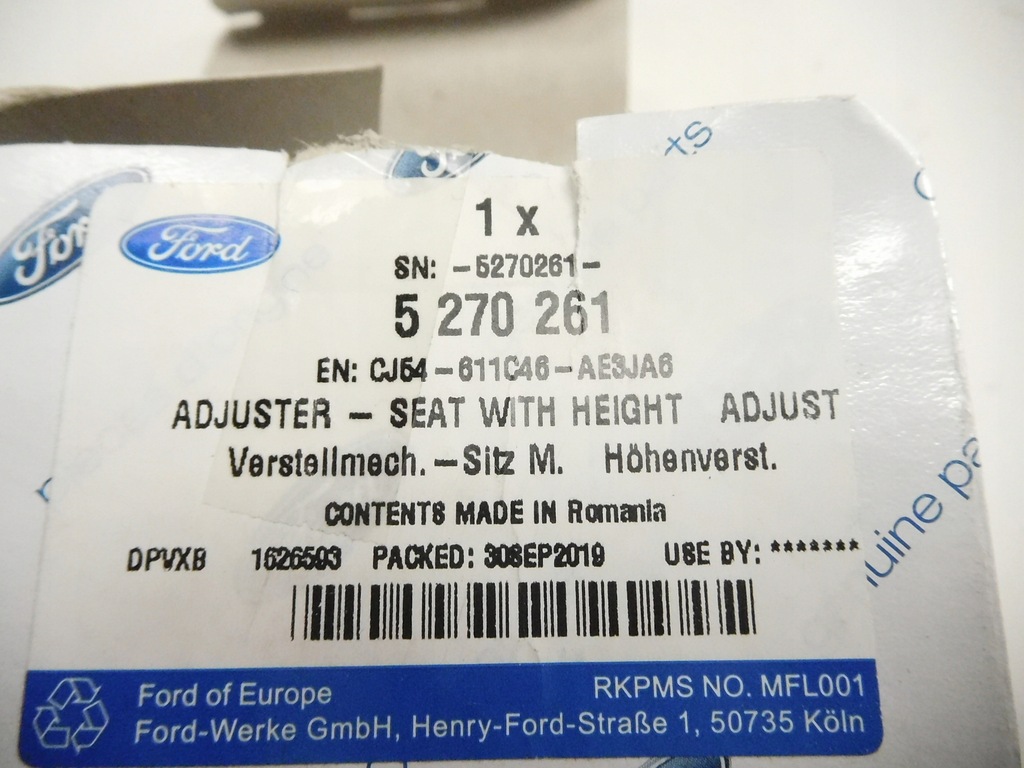 Ford
Ford
1 x
SN: -5270261-
5 270 261
EN: CJ54-611C46-AE3JA6
ADJUSTER - SEAT WITH HEIGHT ADJUST
Verstellmech. - Sitz M. Höhenverst.
CONTENTS MADE IN Romania
DPVXB 1626593 PACKED: 30SEP2019 USE BY: *******
Ford of Europe RKPMS NO. MFL001
Ford-Werke GmbH, Henry-Ford-Straße 1, 50735 Köln